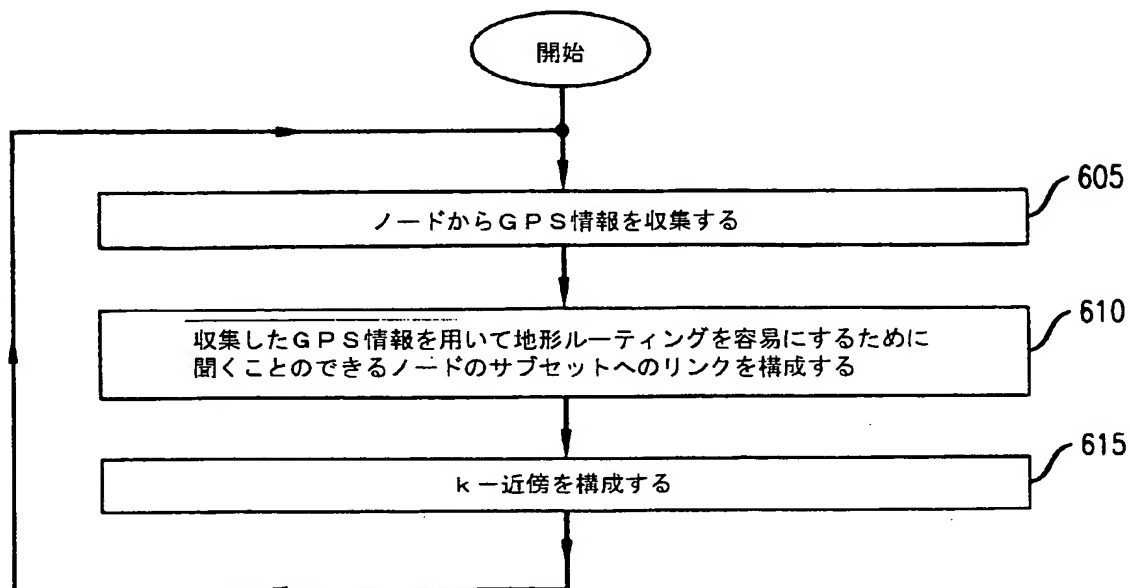 開始
ノードからGPS情報を収集する
605
収集したGPS情報を用いて地形ルーティングを容易にするために
聞くことのできるノードのサブセットへのリンクを構成する
610
k－近傍を構成する
615